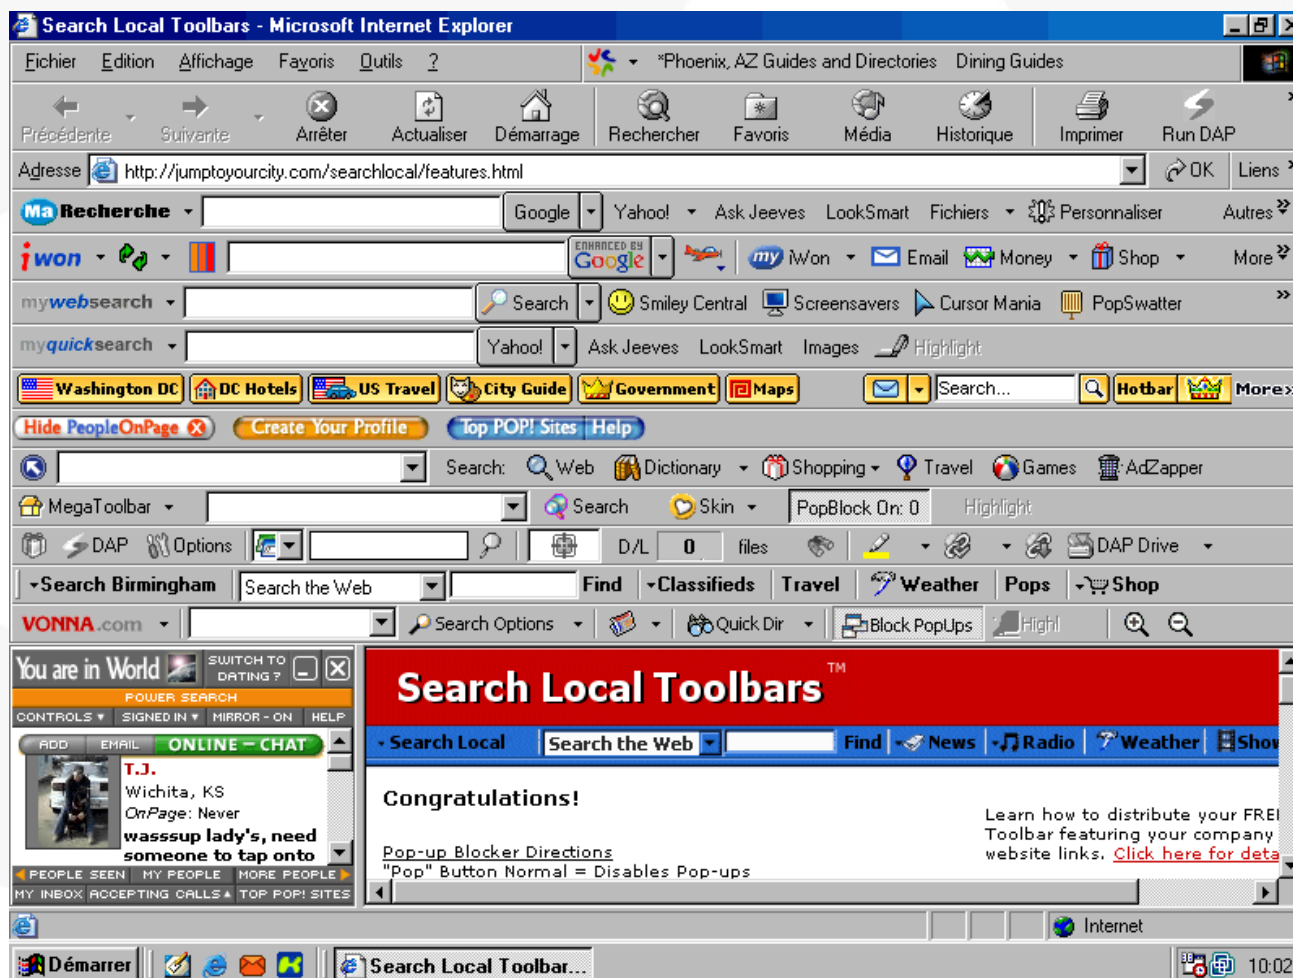 Search Local Toolbars - Microsoft Internet Explorer
Fichier Edition Affichage Favoris Outils ? *Phoenix, AZ Guides and Directories Dining Guides
Précédente Suivante Arrêter Actualiser Démarrage Rechercher Favoris Média Historique Imprimer Run DAP
Adresse http://jumptoyourcity.com/searchlocal/features.html OK Liens
Ma Recherche Google Yahoo! Ask Jeeves LookSmart Fichiers Personnaliser Autres
iwon ENHANCED BY Google my iWon Email Money Shop More
mywebsearch Search Smiley Central Screensavers Cursor Mania PopSwatter
myquicksearch Yahoo! Ask Jeeves LookSmart Images Highlight
Washington DC DC Hotels US Travel City Guide Government Maps Search... Hotbar More
Hide PeopleOnPage Create Your Profile Top POP! Sites Help
Search: Web Dictionary Shopping Travel Games AdZapper
MegaToolbar Search Skin PopBlock On: 0 Highlight
DAP Options D/L 0 files DAP Drive
Search Birmingham Search the Web Find Classifieds Travel Weather Pops Shop
VONNA.com Search Options Quick Dir Block PopUps Highl
You are in World SWITCH TO DATING?
POWER SEARCH
CONTROLS SIGNED IN MIRROR - ON HELP
ADD EMAIL ONLINE - CHAT
T.J.
Wichita, KS
OnPage: Never
wasssup lady's, need
someone to tap onto
PEOPLE SEEN MY PEOPLE MORE PEOPLE
MY INBOX ACCEPTING CALLS TOP POP! SITES
Search Local Toolbars™
Search Local Search the Web Find News Radio Weather Show
Congratulations!
Pop-up Blocker Directions
"Pop" Button Normal = Disables Pop-ups
Learn how to distribute your FREE
Toolbar featuring your company
website links. Click here for deta
Internet
Démarrer Search Local Toolbar... 10:02